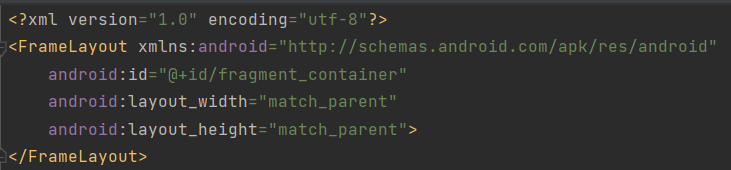 <?xml version="1.0" encoding="utf-8"?>
<FrameLayout xmlns:android="http://schemas.android.com/apk/res/android"
    android:id="@+id/fragment_container"
    android:layout_width="match_parent"
    android:layout_height="match_parent">
</FrameLayout>